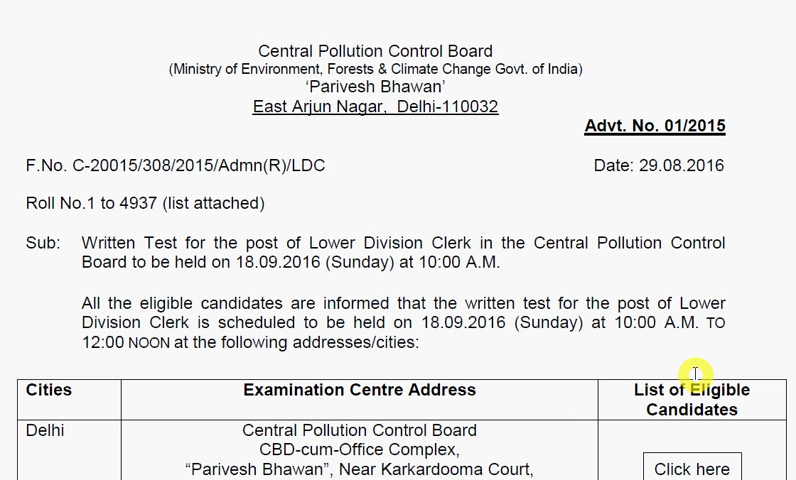 Central Pollution Control Board
(Ministry of Environment, Forests & Climate Change Govt. of India)
‘Parivesh Bhawan’
East Arjun Nagar, Delhi-110032
Advt. No. 01/2015
F.No. C-20015/308/2015/Admn(R)/LDC Date: 29.08.2016
Roll No.1 to 4937 (list attached)
Sub: Written Test for the post of Lower Division Clerk in the Central Pollution Control
Board to be held on 18.09.2016 (Sunday) at 10:00 A.M.
All the eligible candidates are informed that the written test for the post of Lower
Division Clerk is scheduled to be held on 18.09.2016 (Sunday) at 10:00 A.M. TO
12:00 NOON at the following addresses/cities:
Cities Examination Centre Address List of Eligible
Candidates
Delhi Central Pollution Control Board
CBD-cum-Office Complex,
“Parivesh Bhawan”, Near Karkardooma Court, Click here